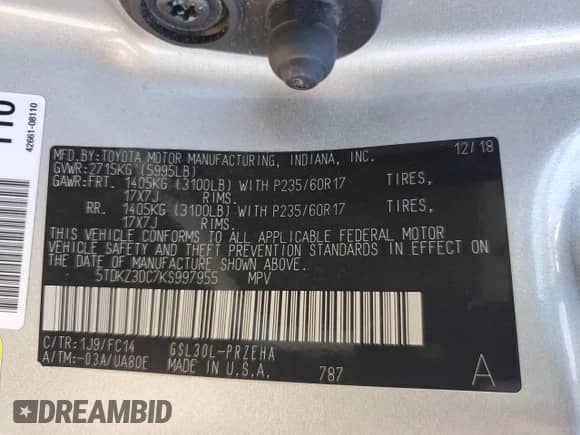 110
42661-08110
MFD.BY:TOYOTA MOTOR MANUFACTURING, INDIANA, INC. 12/18
GVWR:2715KG (5995LB)
GAWR:FRT. 1405KG (3100LB) WITH P235/60R17 TIRES,
17X7J RIMS.
RR. 1405KG (3100LB) WITH P235/60R17 TIRES,
17X7J RIMS.
THIS VEHICLE CONFORMS TO ALL APPLICABLE FEDERAL MOTOR
VEHICLE SAFETY AND THEFT PREVENTION STANDARDS IN EFFECT ON
THE DATE OF MANUFACTURE SHOWN ABOVE.
5TDKZ3DC7KS997955 MPV
C/TR:1J9/FC14 GSL30L-PRZEHA
A/TM:-03A/UA80E MADE IN U.S.A. 787 A
DREAMBID